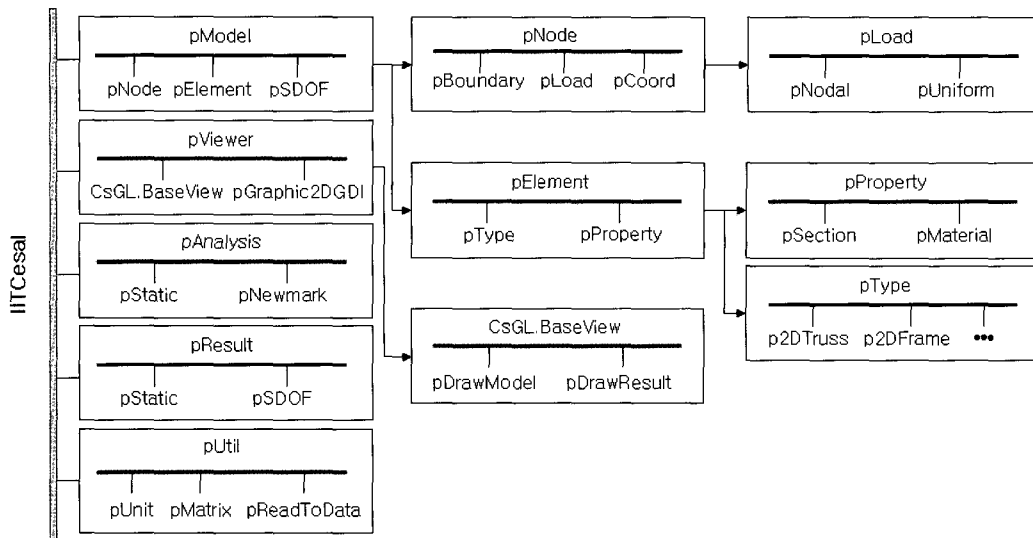 IITCesal
pModel
pNode pElement pSDOF
pViewer
CsGL.BaseView pGraphic2DGDI
pAnalysis
pStatic pNewmark
pResult
pStatic pSDOF
pUtil
pUnit pMatrix pReadToData
pNode
pBoundary pLoad pCoord
pElement
pType pProperty
CsGL.BaseView
pDrawModel pDrawResult
pLoad
pNodal pUniform
pProperty
pSection pMaterial
pType
p2DTruss p2DFrame •••